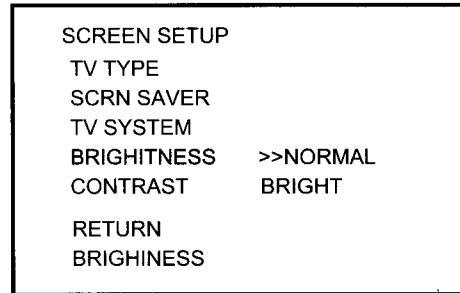 SCREEN SETUP
TV TYPE
SCRN SAVER
TV SYSTEM
BRIGHITNESS >>NORMAL
CONTRAST BRIGHT
RETURN
BRIGHINESS